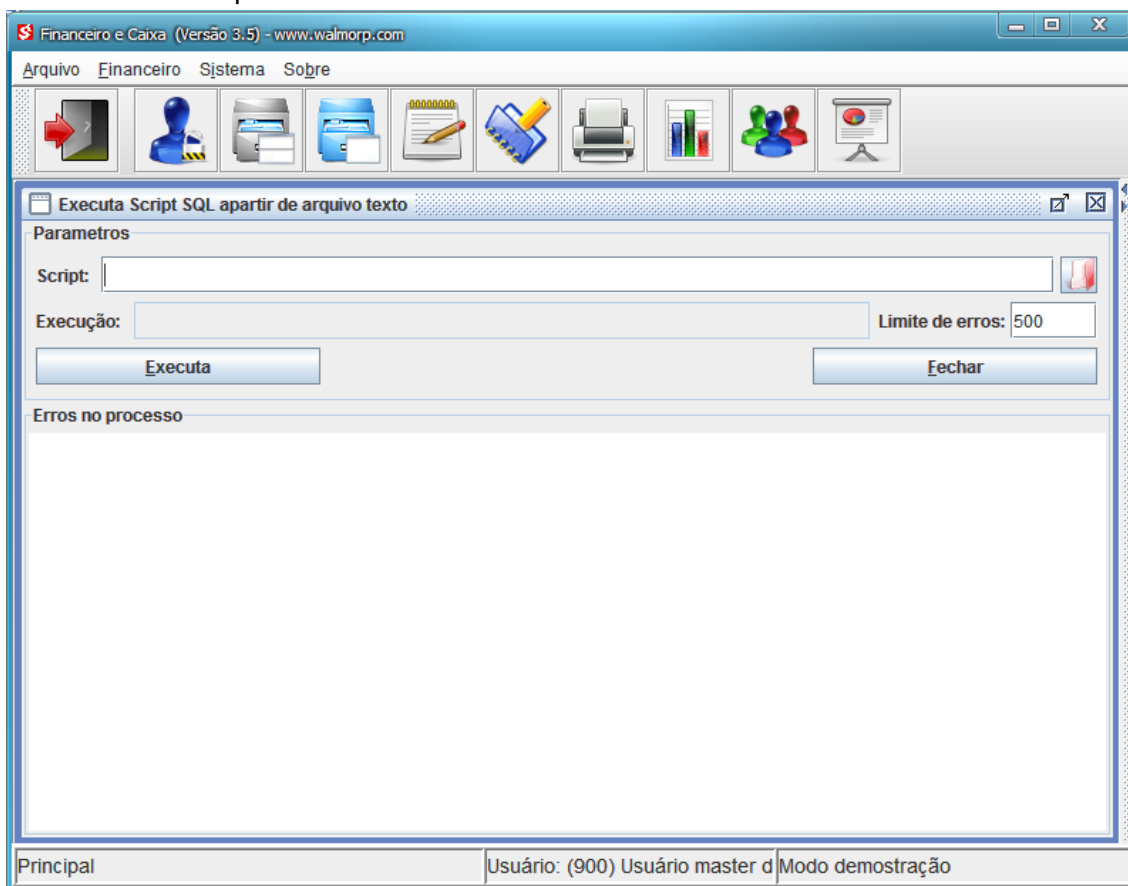 Financeiro e Caixa (Versão 3.5) - www.walmorp.com
Arquivo Financeiro Sistema Sobre
Executa Script SQL apartir de arquivo texto
Parametros
Script:
Execução: Limite de erros: 500
Executa Fechar
Erros no processo
Principal Usuário: (900) Usuário master d Modo demostração